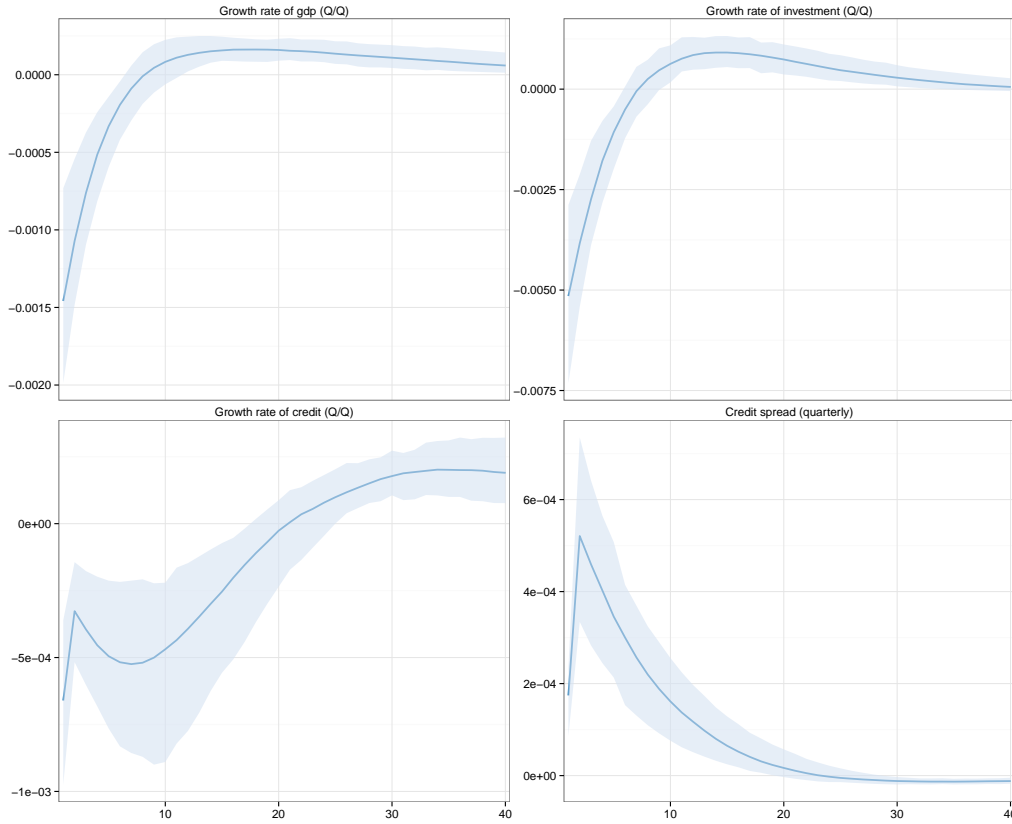 Growth rate of gdp (Q/Q)
0.0000
−0.0005
−0.0010
−0.0015
−0.0020
Growth rate of investment (Q/Q)
0.0000
−0.0025
−0.0050
−0.0075
Growth rate of credit (Q/Q)
0e+00
−5e−04
−1e−03
10 20 30 40
Credit spread (quarterly)
6e−04
4e−04
2e−04
0e+00
10 20 30 40